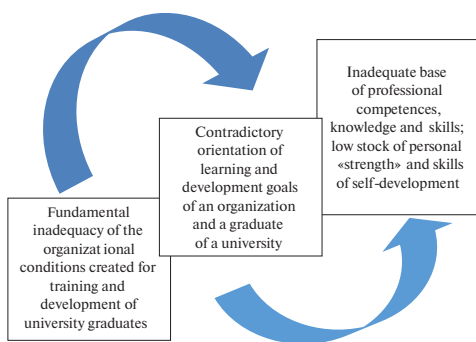 Fundamental
inadequacy of the
organizational
conditions created for
training and
development of
university graduates
Contradictory
orientation of
learning and
development goals
of an organization
and a graduate
of a university
Inadequate base
of professional
competences,
knowledge and skills;
low stock of personal
«strength» and skills
of self-development